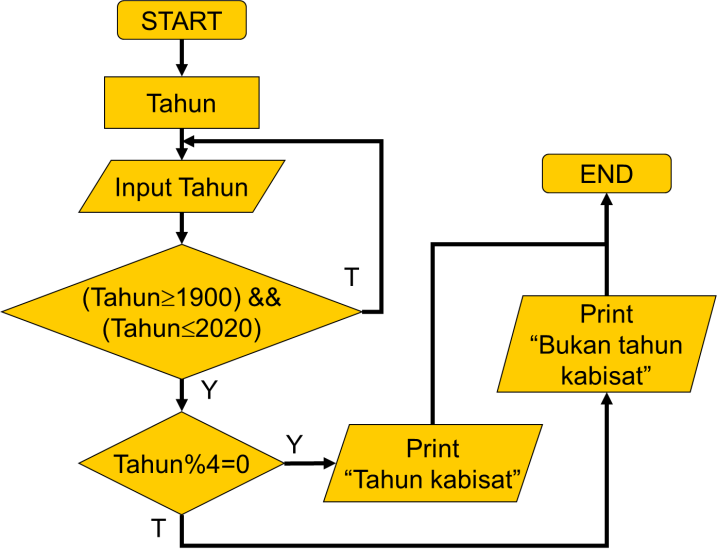 START
Tahun
Input Tahun
(Tahun≥1900) &&
(Tahun≤2020)
T
Y
Tahun%4=0
Y
T
Print
“Tahun kabisat”
Print
“Bukan tahun
kabisat”
END